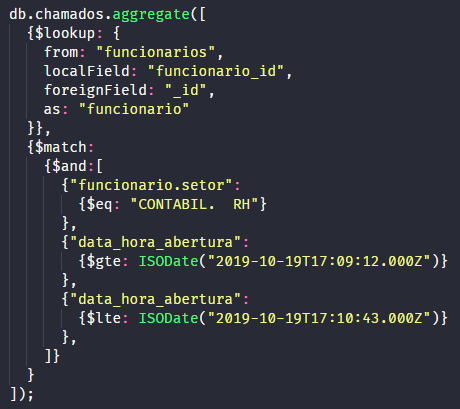 db.chamados.aggregate([
  {$lookup: {
    from: "funcionarios",
    localField: "funcionario_id",
    foreignField: "_id",
    as: "funcionario"
  }},
  {$match:
    {$and:[
      {"funcionario.setor":
        {$eq: "CONTABIL.  RH"}
      },
      {"data_hora_abertura":
        {$gte: ISODate("2019-10-19T17:09:12.000Z")}
      },
      {"data_hora_abertura":
        {$lte: ISODate("2019-10-19T17:10:43.000Z")}
      },
    ]}
  }
]);